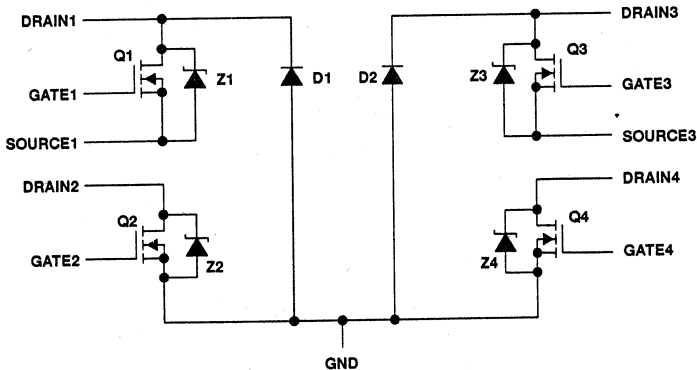 DRAIN1
DRAIN3
Q1
Q3
Z1
D1
D2
Z3
GATE1
GATE3
SOURCE1
SOURCE3
DRAIN2
DRAIN4
Q2
Q4
GATE2
Z2
Z4
GATE4
GND